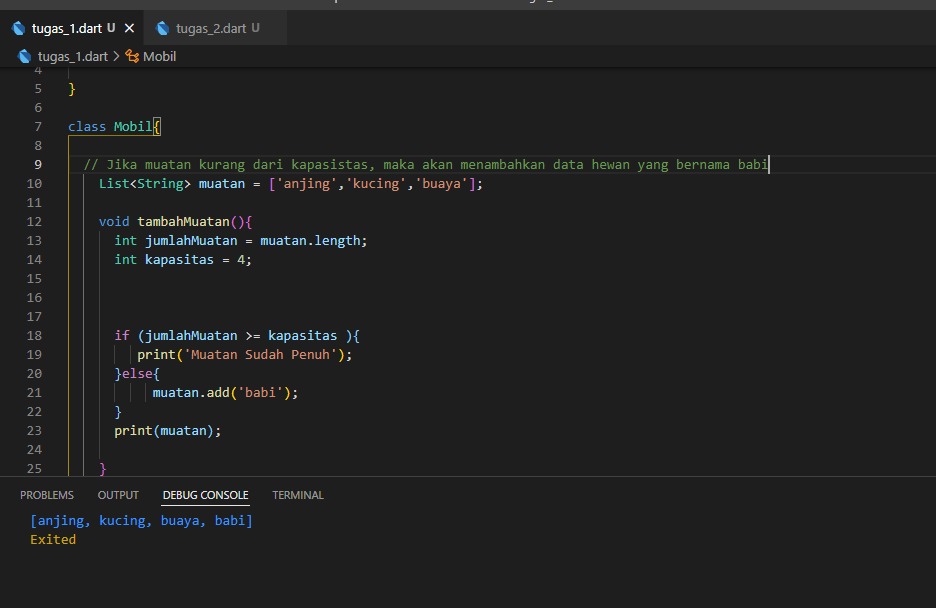 tugas_1.dart U
tugas_2.dart U
tugas_1.dart > Mobil
4
5 }
6
7 class Mobil{
8
9 // Jika muatan kurang dari kapasistas, maka akan menambahkan data hewan yang bernama babi
10 List<String> muatan = ['anjing','kucing','buaya'];
11
12 void tambahMuatan(){
13 int jumlahMuatan = muatan.length;
14 int kapasitas = 4;
15
16
17
18 if (jumlahMuatan >= kapasitas ){
19 print('Muatan Sudah Penuh');
20 }else{
21 muatan.add('babi');
22 }
23 print(muatan);
24
25 }
PROBLEMS OUTPUT DEBUG CONSOLE TERMINAL
[anjing, kucing, buaya, babi]
Exited